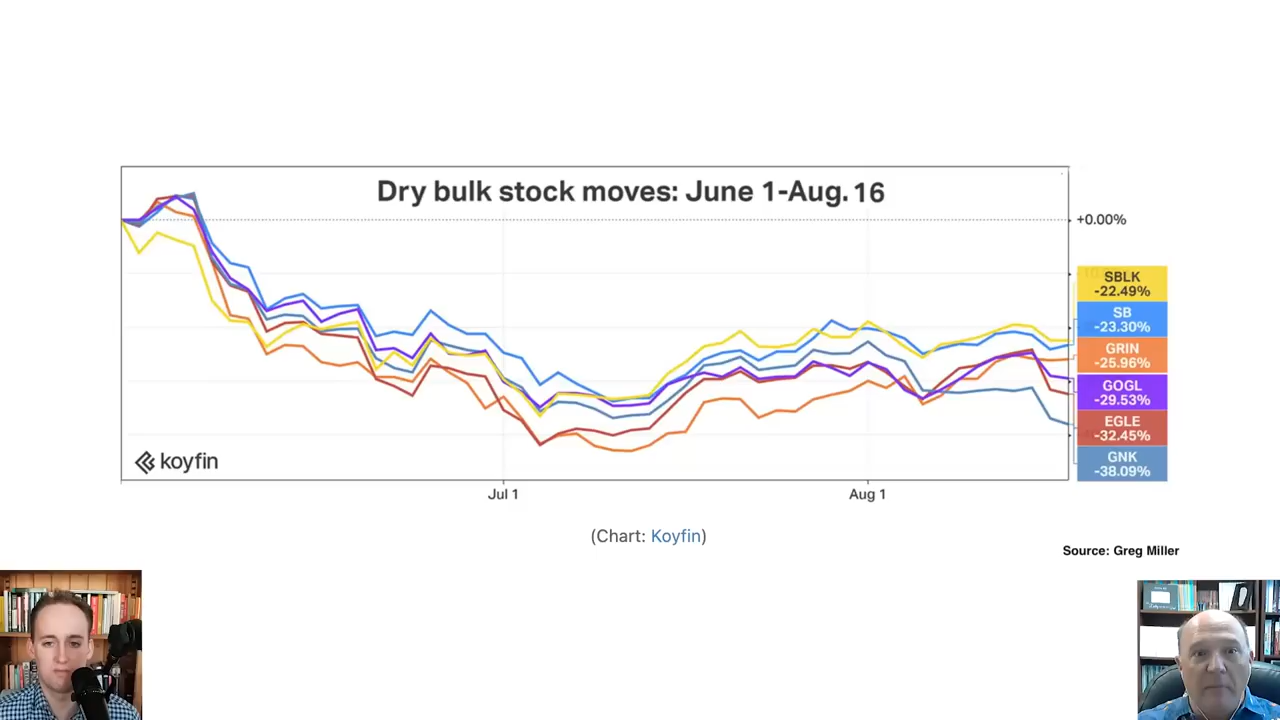 Dry bulk stock moves: June 1-Aug. 16
+0.00%
SBLK
-22.49%
SB
-23.30%
GRIN
-25.96%
GOGL
-29.53%
EGLE
-32.45%
GNK
-38.09%
koyfin
Jul 1
Aug 1
(Chart: Koyfin)
Source: Greg Miller